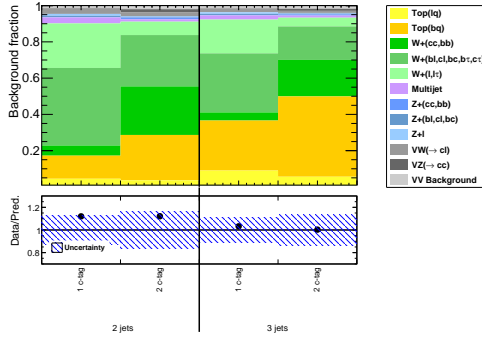 Background fraction
1
0.8
0.6
0.4
0.2
Top(lq)
Top(bq)
W+(cc,bb)
W+(bl,cl,bc,bτ,cτ)
W+(l,lτ)
Multijet
Z+(cc,bb)
Z+(bl,cl,bc)
Z+l
VW(→ cl)
VZ(→ cc)
VV Background
Data/Pred.
1.2
1
0.8
Uncertainty
1 c-tag
2 c-tag
1 c-tag
2 c-tag
2 jets
3 jets